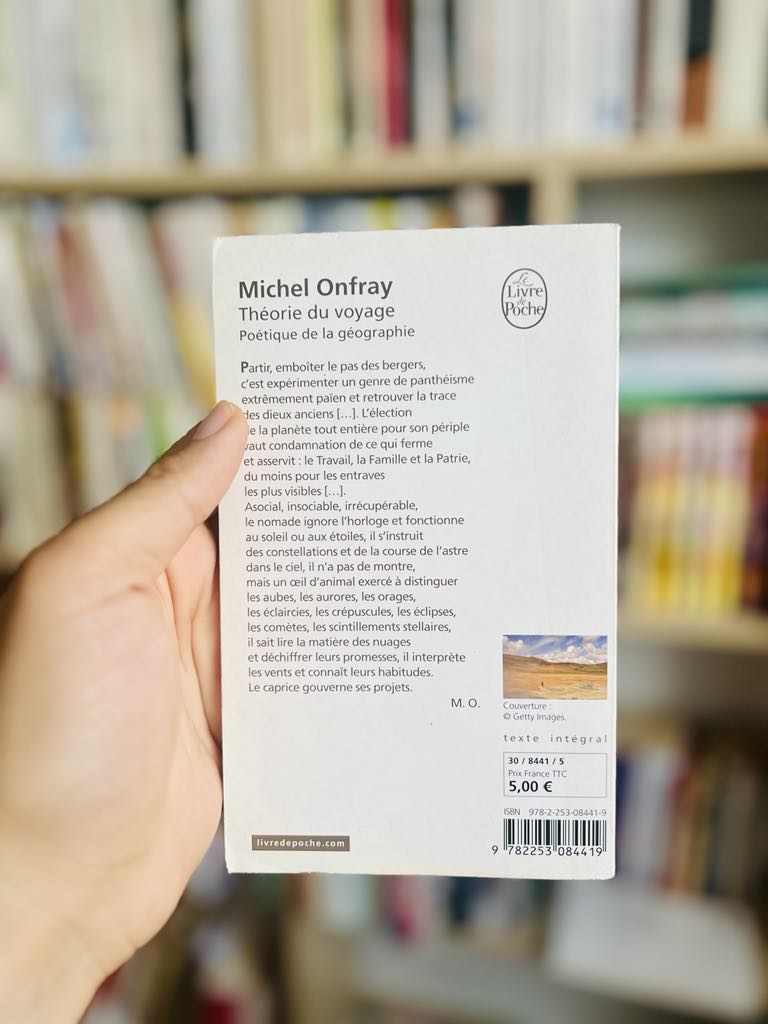 Michel Onfray
Théorie du voyage
Poétique de la géographie
Le
Livre
de
Poche
Partir, emboîter le pas des bergers,
c'est expérimenter un genre de panthéisme
extrêmement païen et retrouver la trace
des dieux anciens […]. L'élection
de la planète tout entière pour son périple
vaut condamnation de ce qui ferme
et asservit : le Travail, la Famille et la Patrie,
du moins pour les entraves
les plus visibles […].
Asocial, insociable, irrécupérable,
le nomade ignore l'horloge et fonctionne
au soleil ou aux étoiles, il s'instruit
des constellations et de la course de l'astre
dans le ciel, il n'a pas de montre,
mais un œil d'animal exercé à distinguer
les aubes, les aurores, les orages,
les éclaircies, les crépuscules, les éclipses,
les comètes, les scintillements stellaires,
il sait lire la matière des nuages
et déchiffrer leurs promesses, il interprète
les vents et connaît leurs habitudes.
Le caprice gouverne ses projets.
M. O.
Couverture :
© Getty Images.
texte intégral
30 / 8441 / 5
Prix France TTC
5,00 €
ISBN 978-2-253-08441-9
9 782253 084419
livredepoche.com